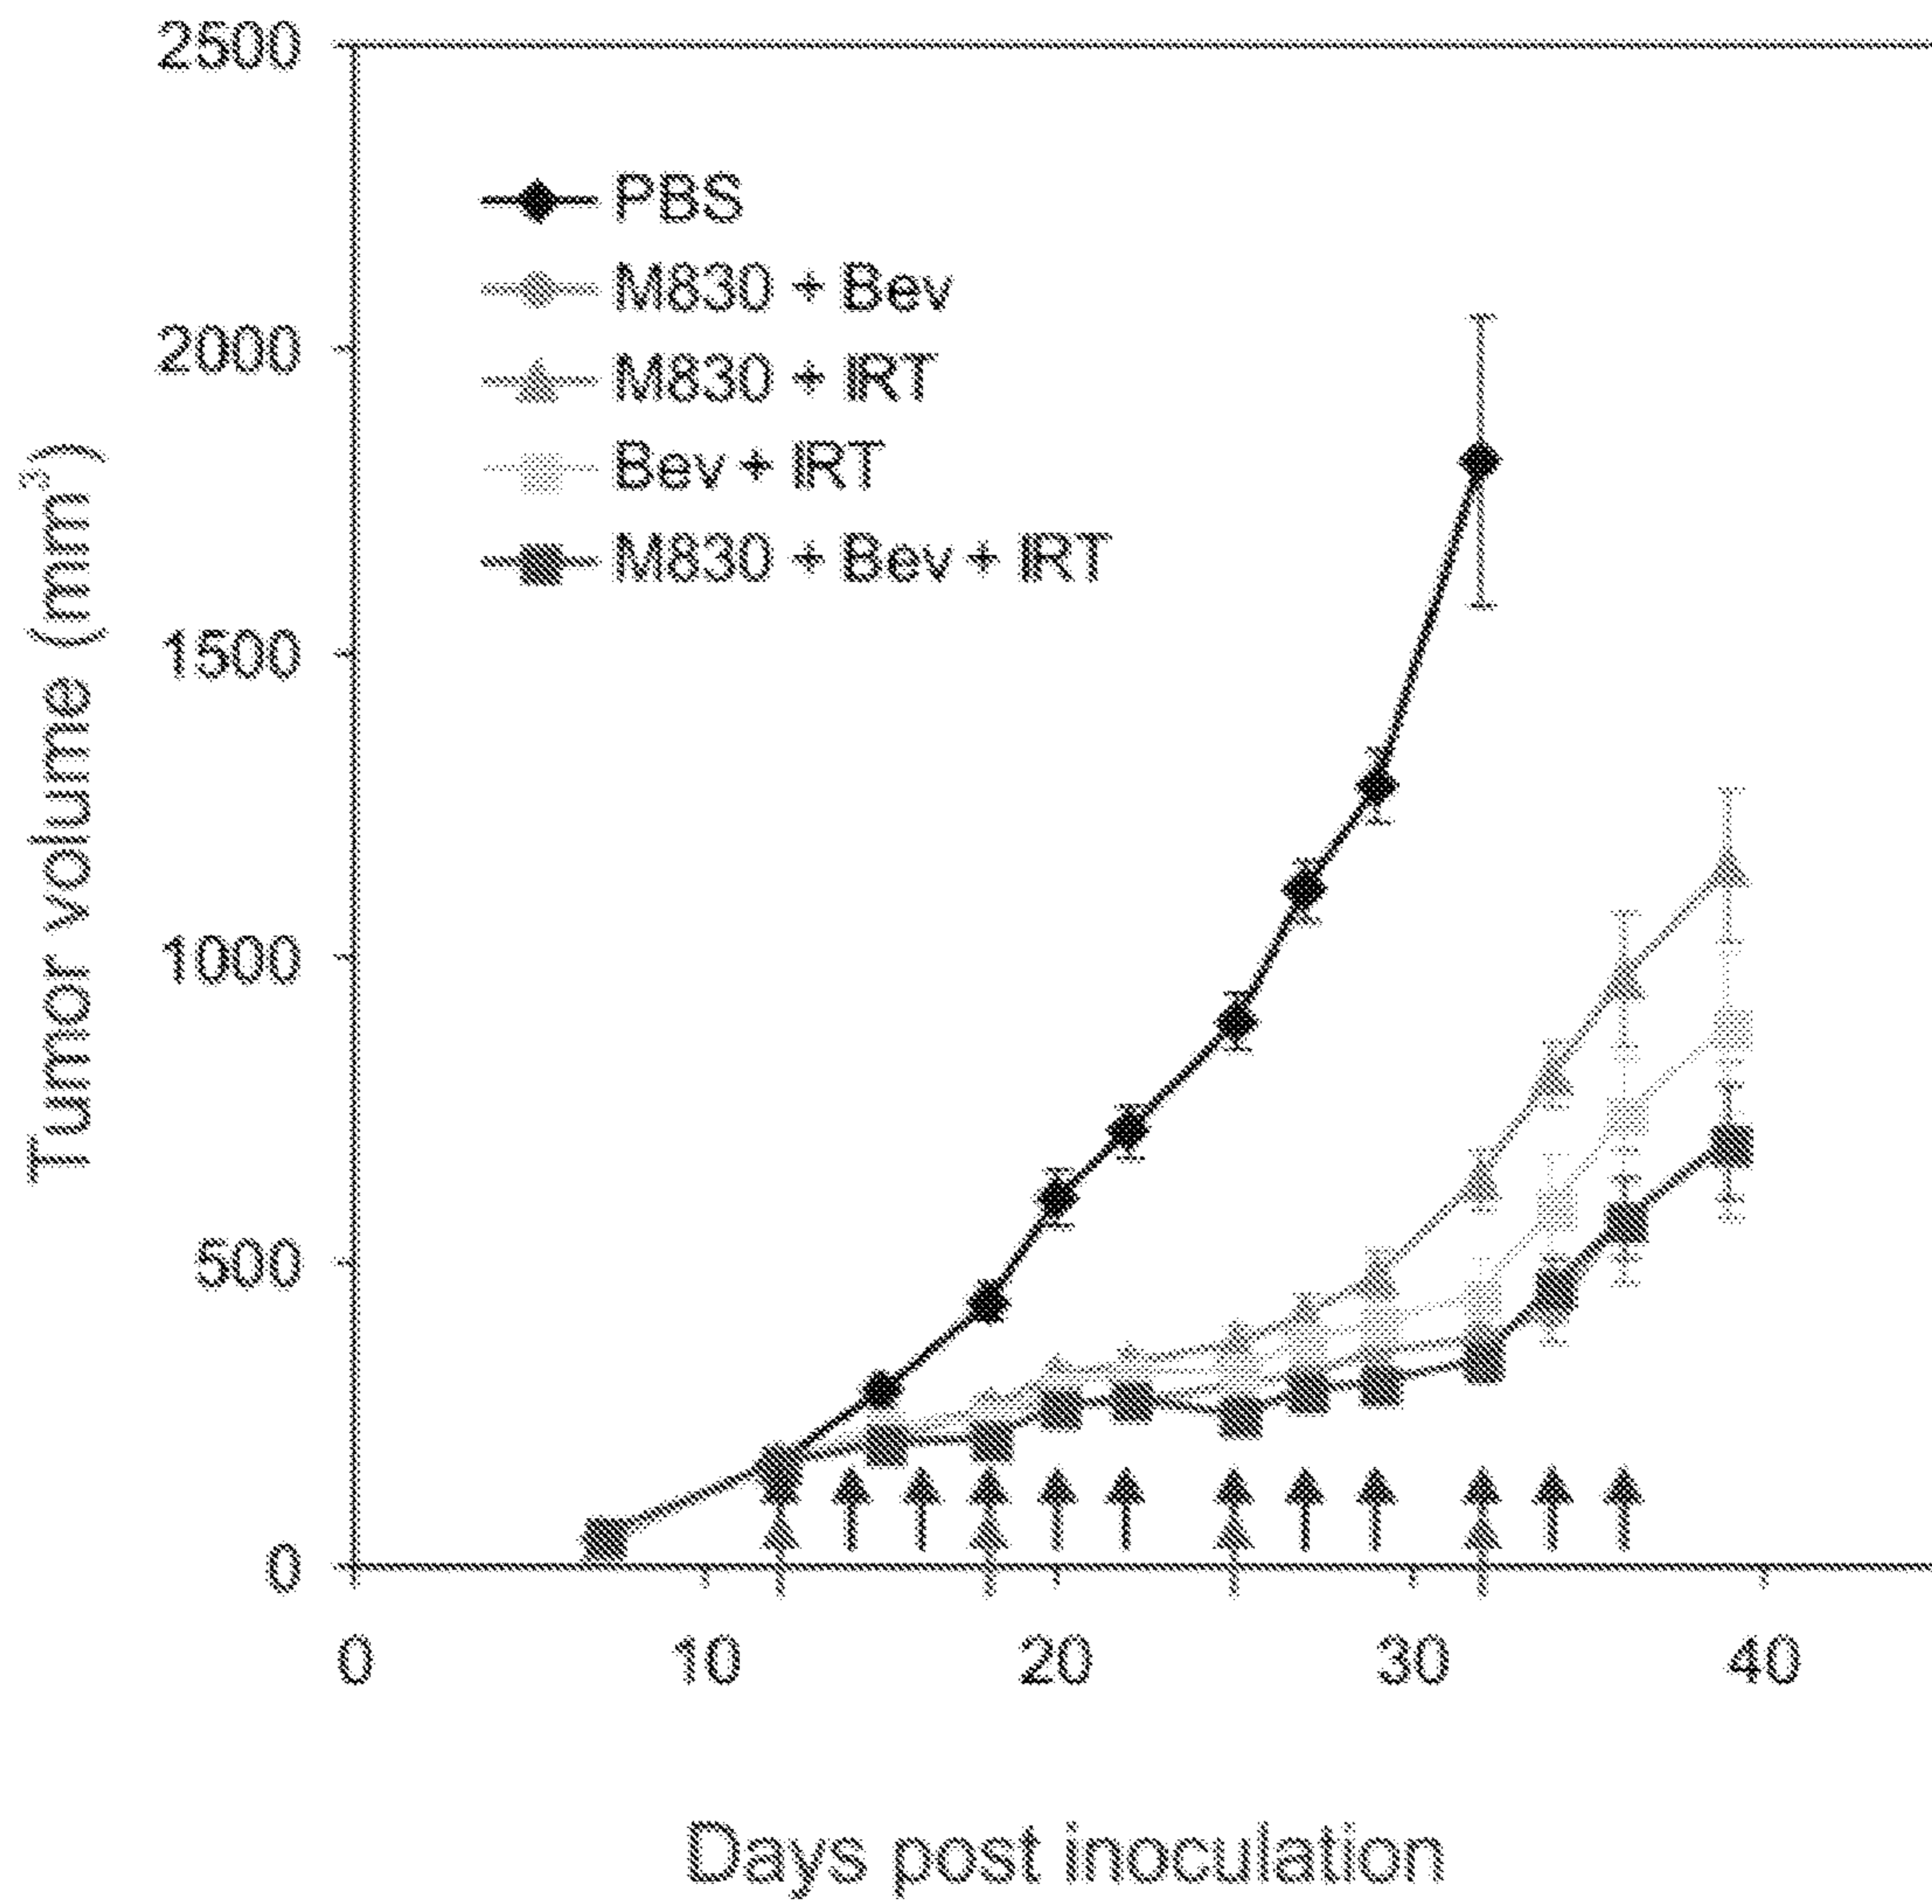 2500
2000
1500
1000
500
0
Tumor volume (mm³)
PBS
M830 + Bev
M830 + IRT
Bev + IRT
M830 + Bev + IRT
0 10 20 30 40
Days post inoculation